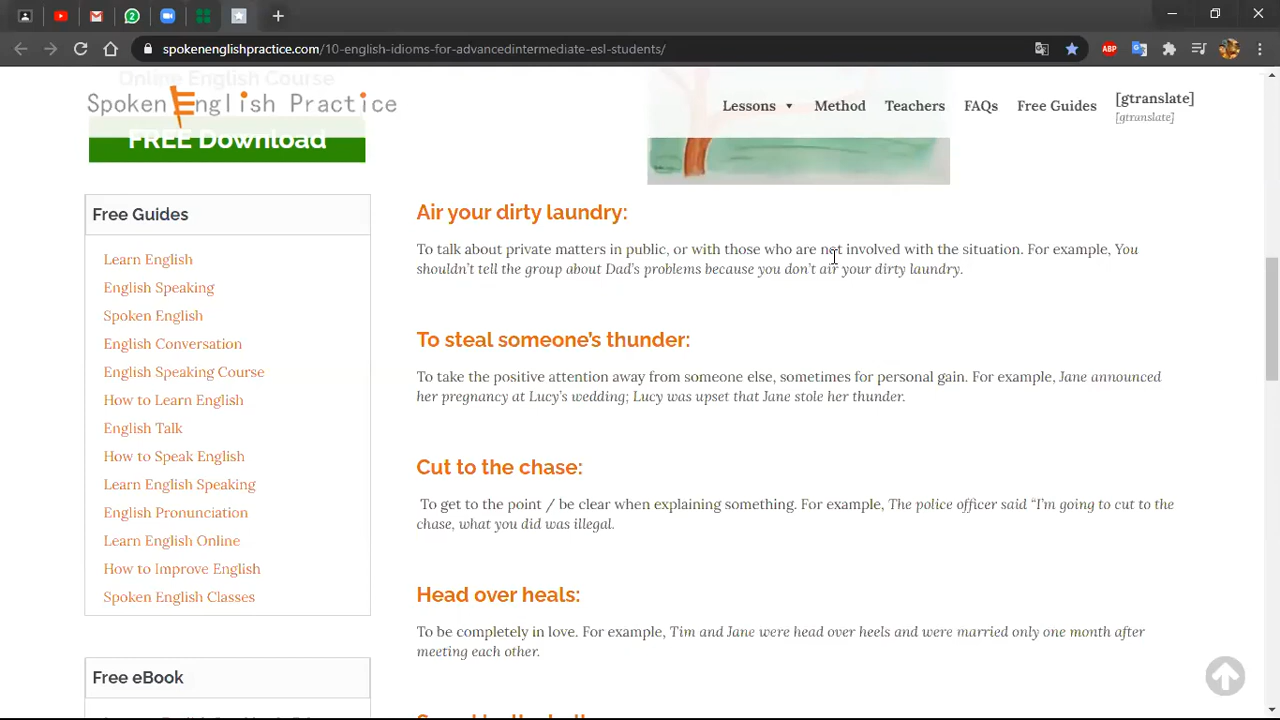 spokenenglishpractice.com/10-english-idioms-for-advancedintermediate-esl-students/
ABP
Online English Course
Spoken English Practice
FREE Download
Lessons
Method
Teachers
FAQs
Free Guides
[gtranslate]
[gtranslate]
Free Guides
Learn English
English Speaking
Spoken English
English Conversation
English Speaking Course
How to Learn English
English Talk
How to Speak English
Learn English Speaking
English Pronunciation
Learn English Online
How to Improve English
Spoken English Classes
Free eBook
Air your dirty laundry:
To talk about private matters in public, or with those who are not involved with the situation. For example, You
shouldn't tell the group about Dad's problems because you don't air your dirty laundry.
To steal someone's thunder:
To take the positive attention away from someone else, sometimes for personal gain. For example, Jane announced
her pregnancy at Lucy's wedding; Lucy was upset that Jane stole her thunder.
Cut to the chase:
To get to the point / be clear when explaining something. For example, The police officer said “I'm going to cut to the
chase, what you did was illegal.
Head over heals:
To be completely in love. For example, Tim and Jane were head over heels and were married only one month after
meeting each other.